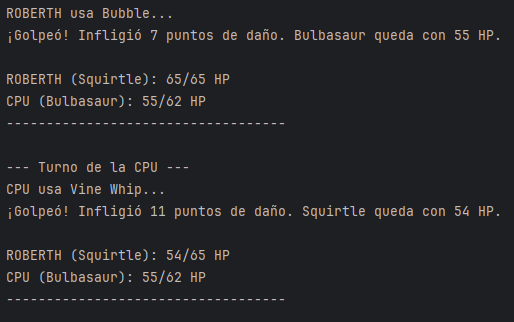 ROBERTH usa Bubble...
¡Golpeó! Infligió 7 puntos de daño. Bulbasaur queda con 55 HP.
ROBERTH (Squirtle): 65/65 HP
CPU (Bulbasaur): 55/62 HP
-----------------------------------
--- Turno de la CPU ---
CPU usa Vine Whip...
¡Golpeó! Infligió 11 puntos de daño. Squirtle queda con 54 HP.
ROBERTH (Squirtle): 54/65 HP
CPU (Bulbasaur): 55/62 HP
-----------------------------------